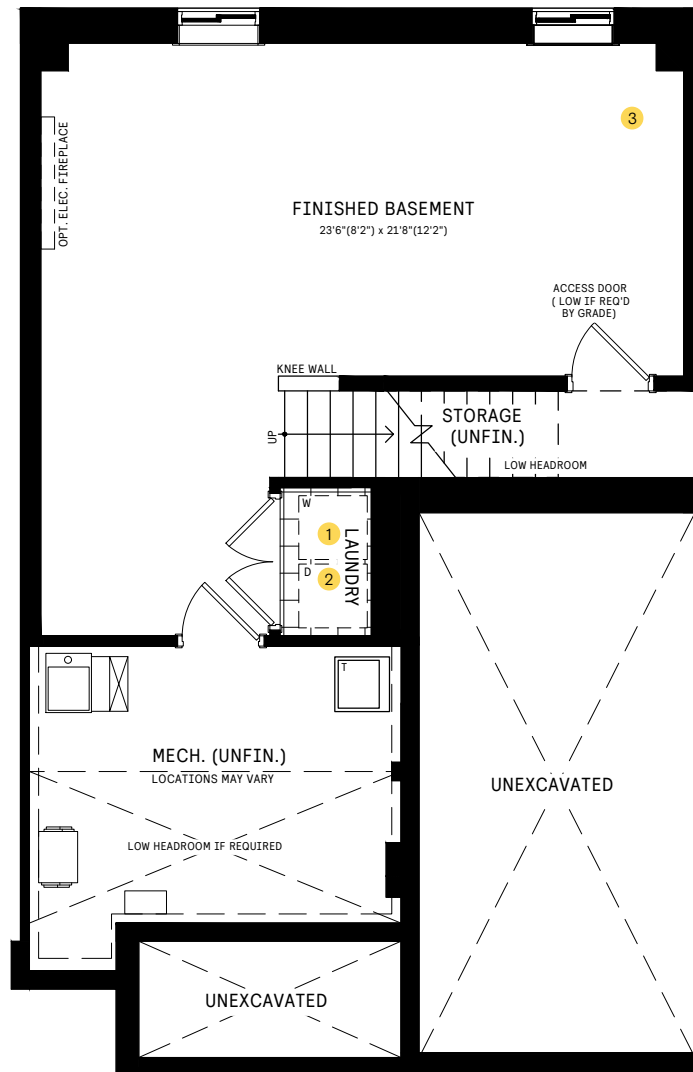 3
OPT. ELEC. FIREPLACE
FINISHED BASEMENT
23'6"(8'2") x 21'8"(12'2")
ACCESS DOOR
( LOW IF REQ'D
BY GRADE)
KNEE WALL
UP
STORAGE
(UNFIN.)
LOW HEADROOM
W
1
LAUNDRY
D
2
T
MECH. (UNFIN.)
LOCATIONS MAY VARY
UNEXCAVATED
LOW HEADROOM IF REQUIRED
UNEXCAVATED